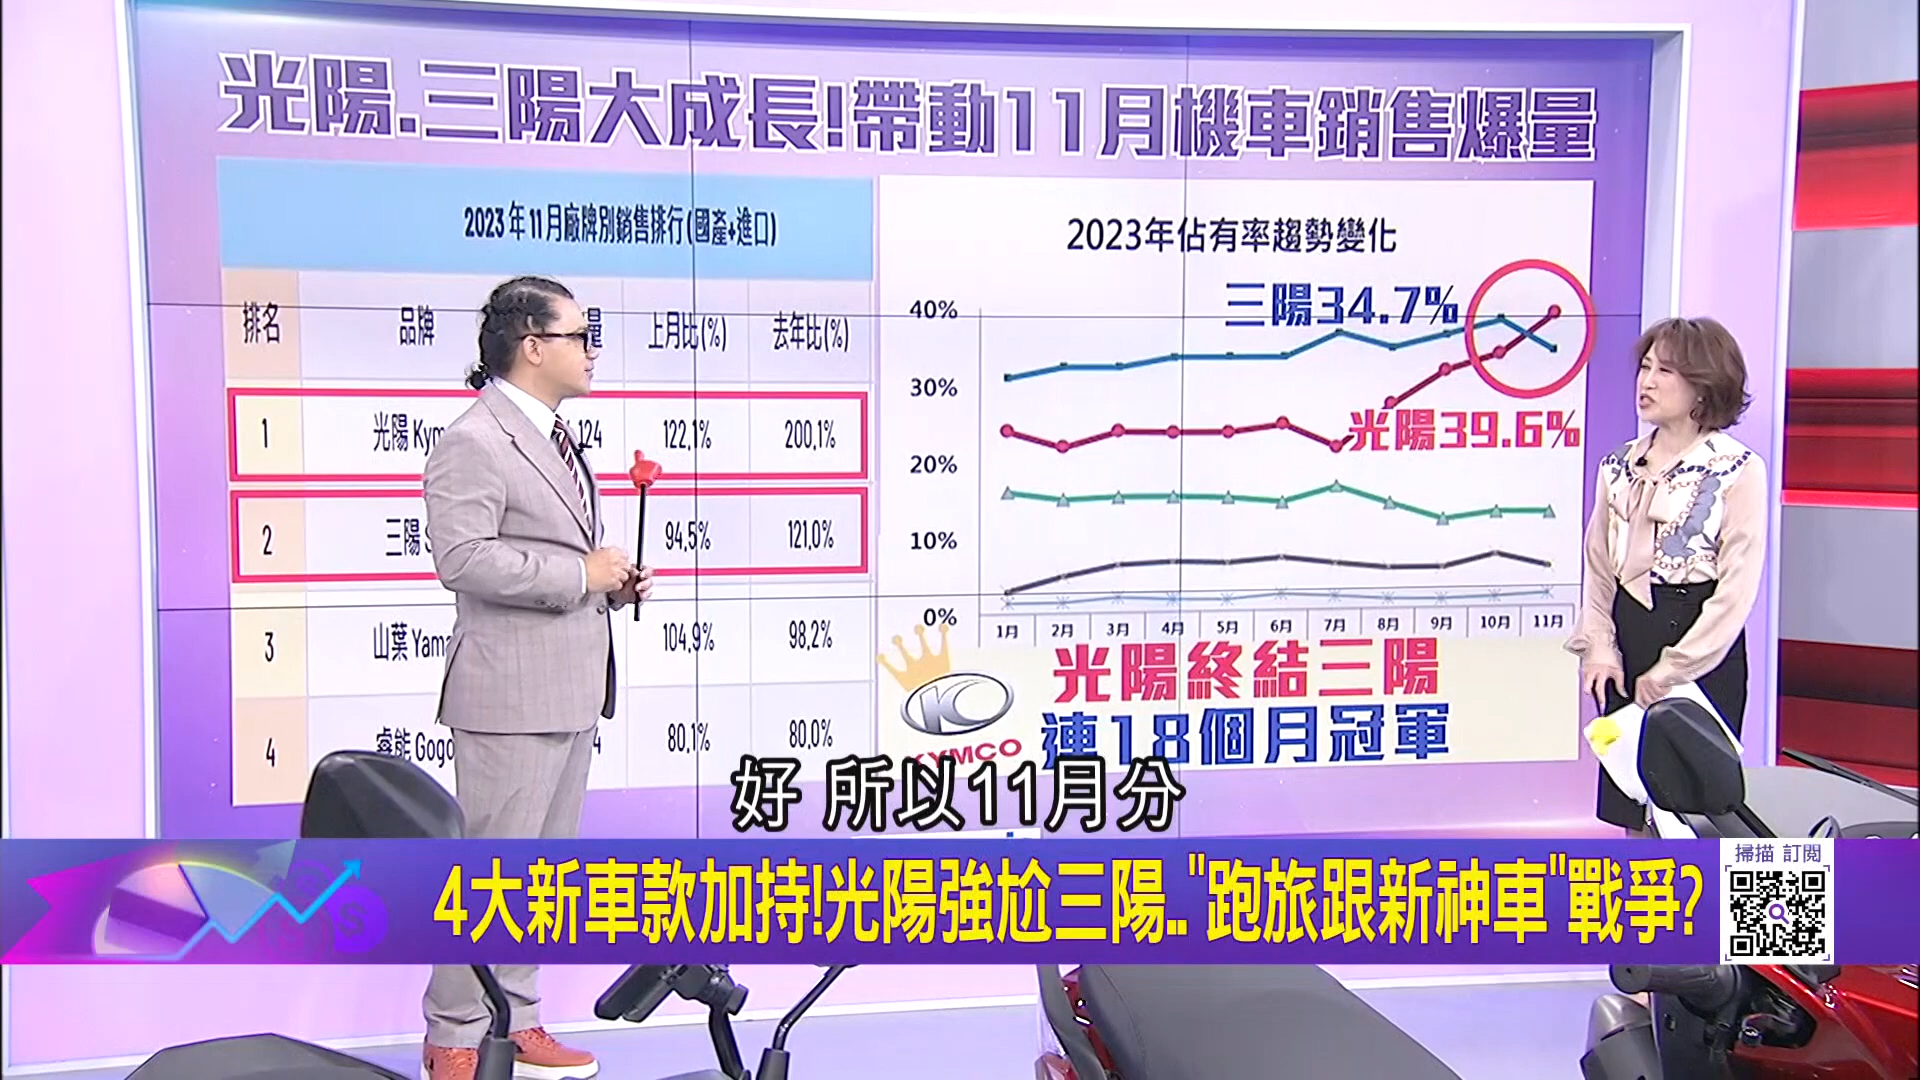 光陽.三陽大成長!帶動11月機車銷售爆量
2023年11月廠牌別銷售排行(國產+進口)
排名 品牌 量 上月比(%) 去年比(%)
1 光陽 Kym 124 122,1% 200,1%
2 三陽 S 94,5% 121,0%
3 山葉 Yama 104,9% 98,2%
4 睿能 Gogo 4 80,1% 80,0%
2023年佔有率趨勢變化
三陽34.7%
光陽39.6%
40%
30%
20%
10%
0%
1月 2月 3月 4月 5月 6月 7月 8月 9月 10月 11月
光陽終結三陽
連18個月冠軍
KYMCO
好 所以11月分
4大新車款加持!光陽強尬三陽.."跑旅跟新神車"戰爭?
掃描 訂閱